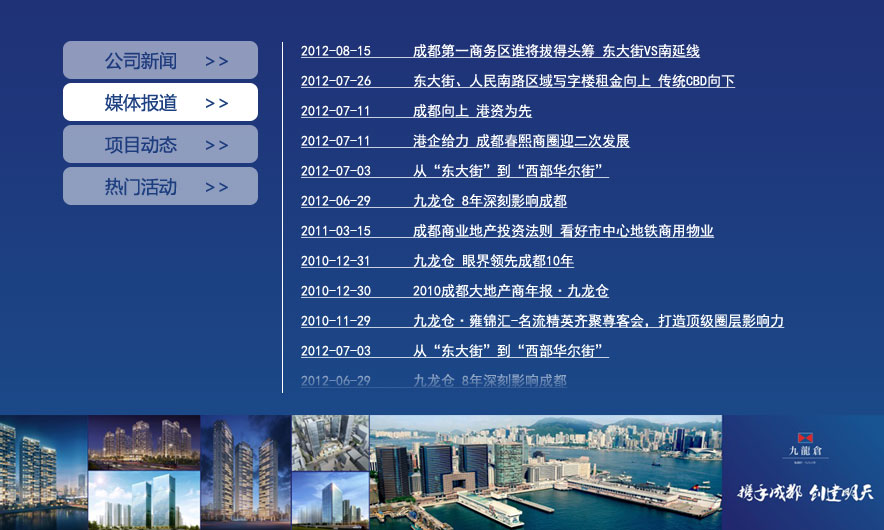 公司新闻 >>
媒体报道 >>
项目动态 >>
热门活动 >>
2012-08-15 成都第一商务区谁将拔得头筹 东大街VS南延线
2012-07-26 东大街、人民南路区域写字楼租金向上 传统CBD向下
2012-07-11 成都向上 港资为先
2012-07-11 港企给力 成都春熙商圈迎二次发展
2012-07-03 从“东大街”到“西部华尔街”
2012-06-29 九龙仓 8年深刻影响成都
2011-03-15 成都商业地产投资法则 看好市中心地铁商用物业
2010-12-31 九龙仓 眼界领先成都10年
2010-12-30 2010成都大地产商年报·九龙仓
2010-11-29 九龙仓·雍锦汇-名流精英齐聚尊客会，打造顶级圈层影响力
2012-07-03 从“东大街”到“西部华尔街”
2012-06-29 九龙仓 8年深刻影响成都
九龍倉
携手成都 创建明天